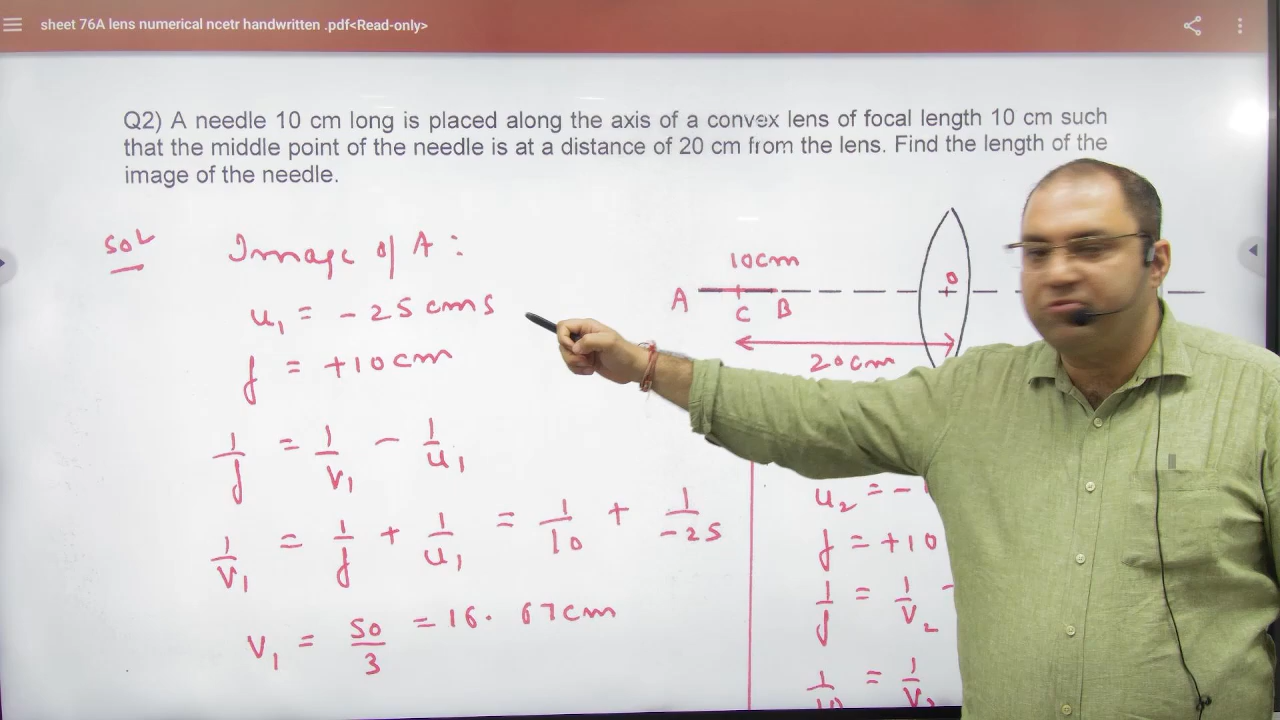 sheet 76A lens numerical ncetr handwritten .pdf<Read-only>
Q2) A needle 10 cm long is placed along the axis of a convex lens of focal length 10 cm such
that the middle point of the needle is at a distance of 20 cm from the lens. Find the length of the
image of the needle.
Sol
Image of A :
u₁ = - 25 cms
f = +10cm
1/f = 1/v₁ - 1/u₁
1/v₁ = 1/f + 1/u₁ = 1/10 + 1/-25
v₁ = 50/3 = 16.67cm
10cm
A C B O
20cm
u₂ = -
f = +10
1/f = 1/v₂ -
1/10 = 1/v₂